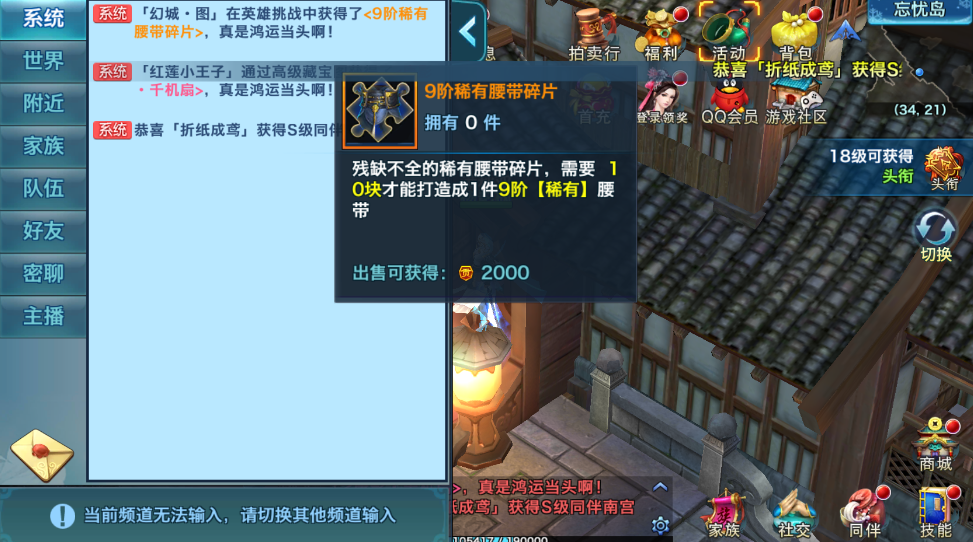 系统
世界
附近
家族
队伍
好友
密聊
主播
系统 「幻城·图」在英雄挑战中获得了<9阶稀有
腰带碎片>，真是鸿运当头啊！
系统 「红莲小王子」通过高级藏宝
·千机扇>，真是鸿运当头啊！
系统 恭喜「折纸成鸢」获得S级同伴
9阶稀有腰带碎片
拥有 0 件
残缺不全的稀有腰带碎片，需要 1
0块才能打造成1件9阶【稀有】腰
带
出售可获得： 2000
息
拍卖行
福利
活动
背包
忘忧岛
恭喜「折纸成鸢」获得S
首充
登录领奖
QQ会员
游戏社区
(34, 21)
18级可获得
头衔
头衔
切换
商城
>，真是鸿运当头啊！
成鸢」获得S级同伴南宫
家族
社交
同伴
技能
当前频道无法输入，请切换其他频道输入
105417/190000